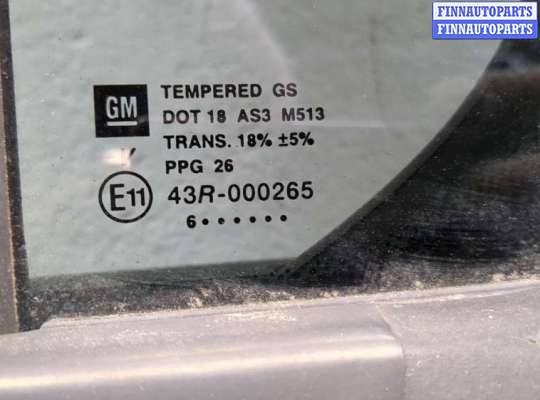 FINNAUTOPARTS
FINNAUTOPARTS
GM
TEMPERED GS
DOT 18 AS3 M513
TRANS. 18% ±5%
PPG 26
E11 43R-000265
6••••••